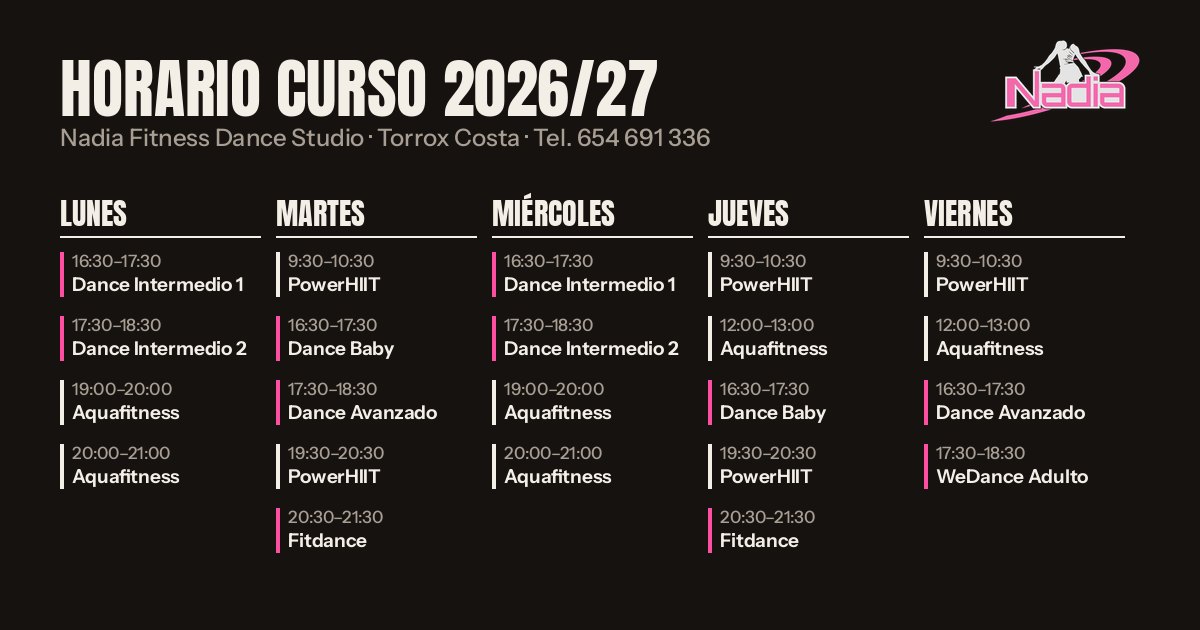 HORARIO CURSO 2026/27
Nadia Fitness Dance Studio · Torrox Costa · Tel. 654 691 336
Nadia
LUNES
16:30–17:30
Dance Intermedio 1
17:30–18:30
Dance Intermedio 2
19:00–20:00
Aquafitness
20:00–21:00
Aquafitness
MARTES
9:30–10:30
PowerHIIT
16:30–17:30
Dance Baby
17:30–18:30
Dance Avanzado
19:30–20:30
PowerHIIT
20:30–21:30
Fitdance
MIÉRCOLES
16:30–17:30
Dance Intermedio 1
17:30–18:30
Dance Intermedio 2
19:00–20:00
Aquafitness
20:00–21:00
Aquafitness
JUEVES
9:30–10:30
PowerHIIT
12:00–13:00
Aquafitness
16:30–17:30
Dance Baby
19:30–20:30
PowerHIIT
20:30–21:30
Fitdance
VIERNES
9:30–10:30
PowerHIIT
12:00–13:00
Aquafitness
16:30–17:30
Dance Avanzado
17:30–18:30
WeDance Adulto